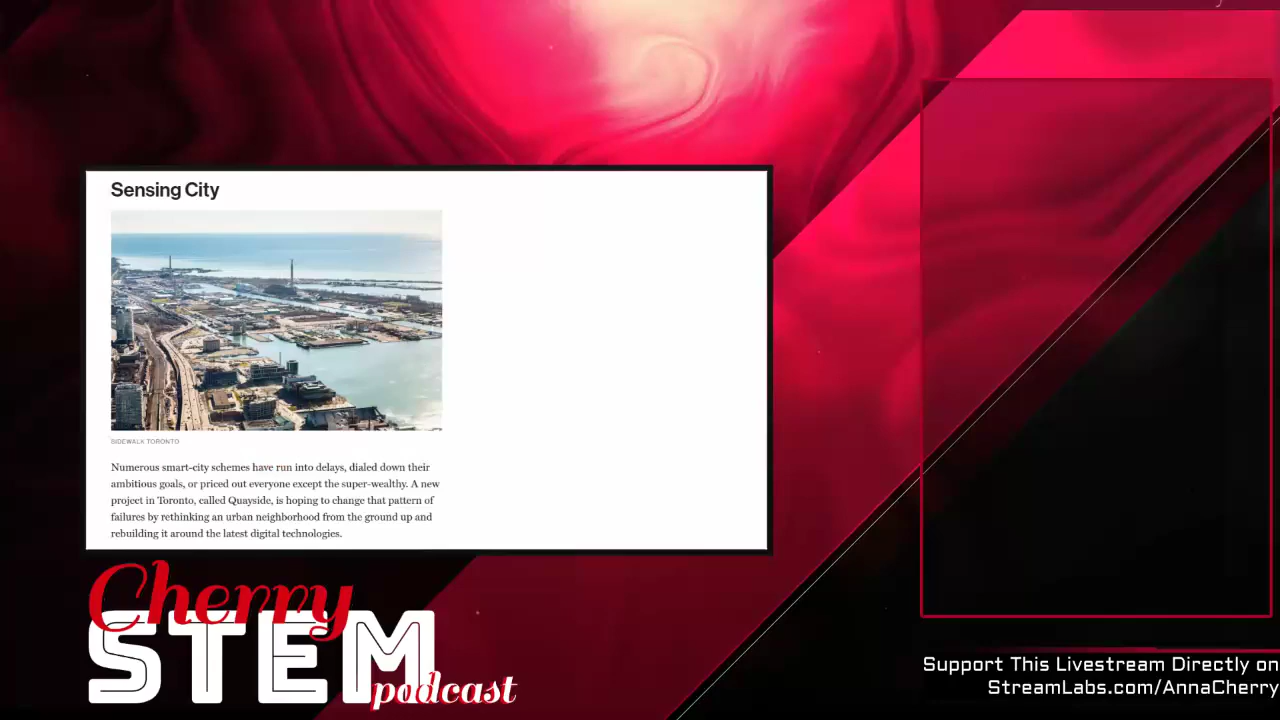 Sensing City
SIDEWALK TORONTO
Numerous smart-city schemes have run into delays, dialed down their
ambitious goals, or priced out everyone except the super-wealthy. A new
project in Toronto, called Quayside, is hoping to change that pattern of
failures by rethinking an urban neighborhood from the ground up and
rebuilding it around the latest digital technologies.
Cherry
STEM
podcast
Support This Livestream Directly on
StreamLabs.com/AnnaCherry